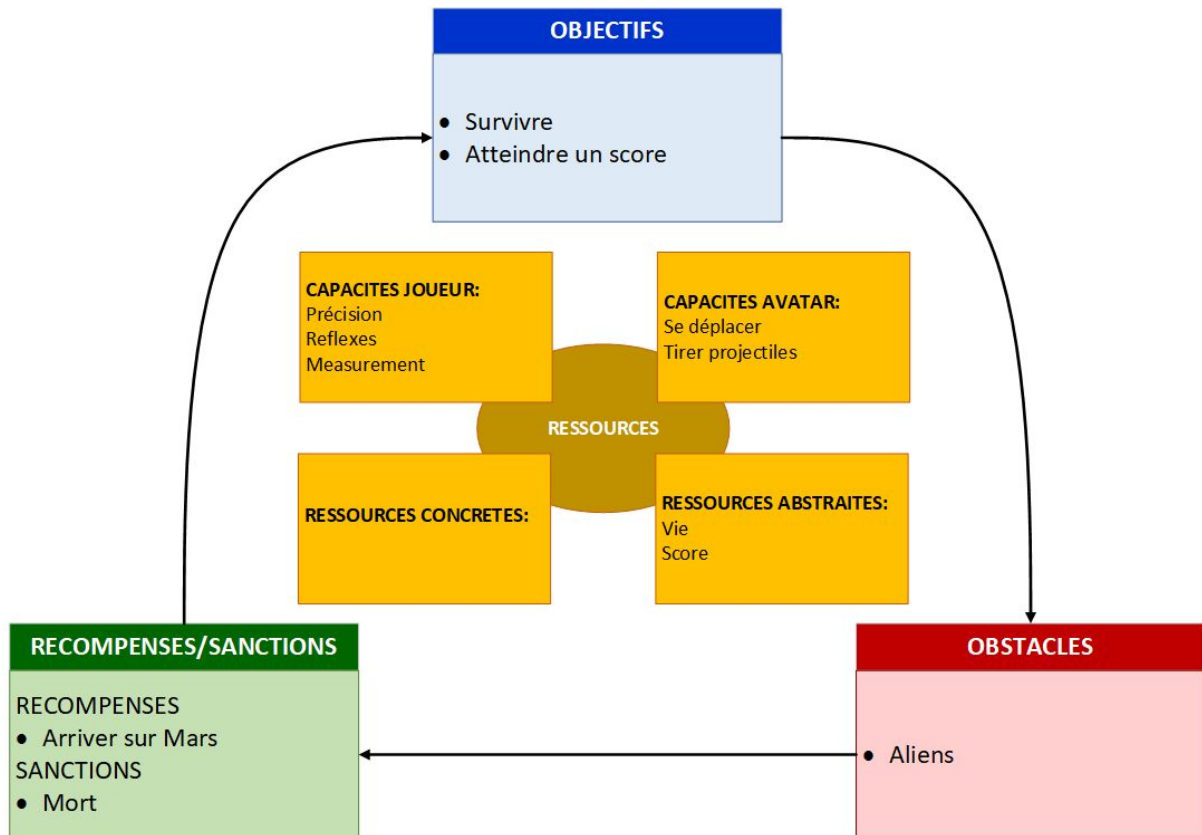 OBJECTIFS
• Survivre
• Atteindre un score
CAPACITES JOUEUR:
Précision
Reflexes
Measurement
CAPACITES AVATAR:
Se déplacer
Tirer projectiles
RESSOURCES
RESSOURCES CONCRETES:
RESSOURCES ABSTRAITES:
Vie
Score
RECOMPENSES/SANCTIONS
RECOMPENSES
• Arriver sur Mars
SANCTIONS
• Mort
OBSTACLES
• Aliens